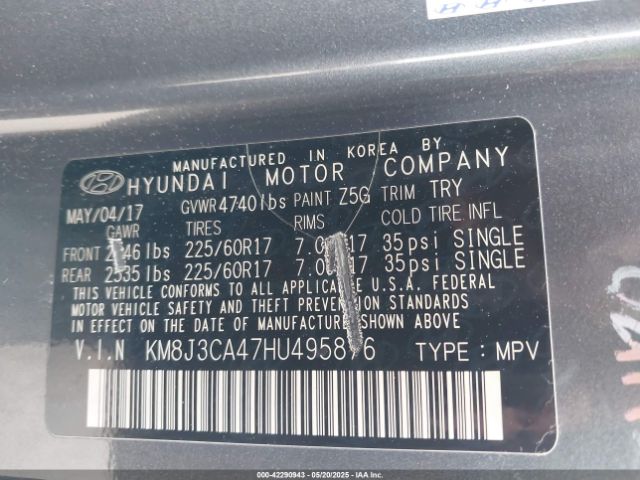 MANUFACTURED IN KOREA BY
HYUNDAI MOTOR COMPANY
MAY/04/17 GVWR 4740lbs PAINT Z5G TRIM TRY
GAWR TIRES RIMS COLD TIRE INFL
FRONT lbs 225/60R17 35psi SINGLE
REAR 2535lbs 225/60R17 35psi SINGLE
THIS VEHICLE CONFORMS TO ALL APPLICABLE U.S.A. FEDERAL
MOTOR VEHICLE SAFETY AND THEFT PREVENTION STANDARDS
IN EFFECT ON THE DATE OF MANUFACTURE SHOWN ABOVE.
V.I.N TYPE : MPV
000-42290943 - 05/20/2025 - IAAI.COM